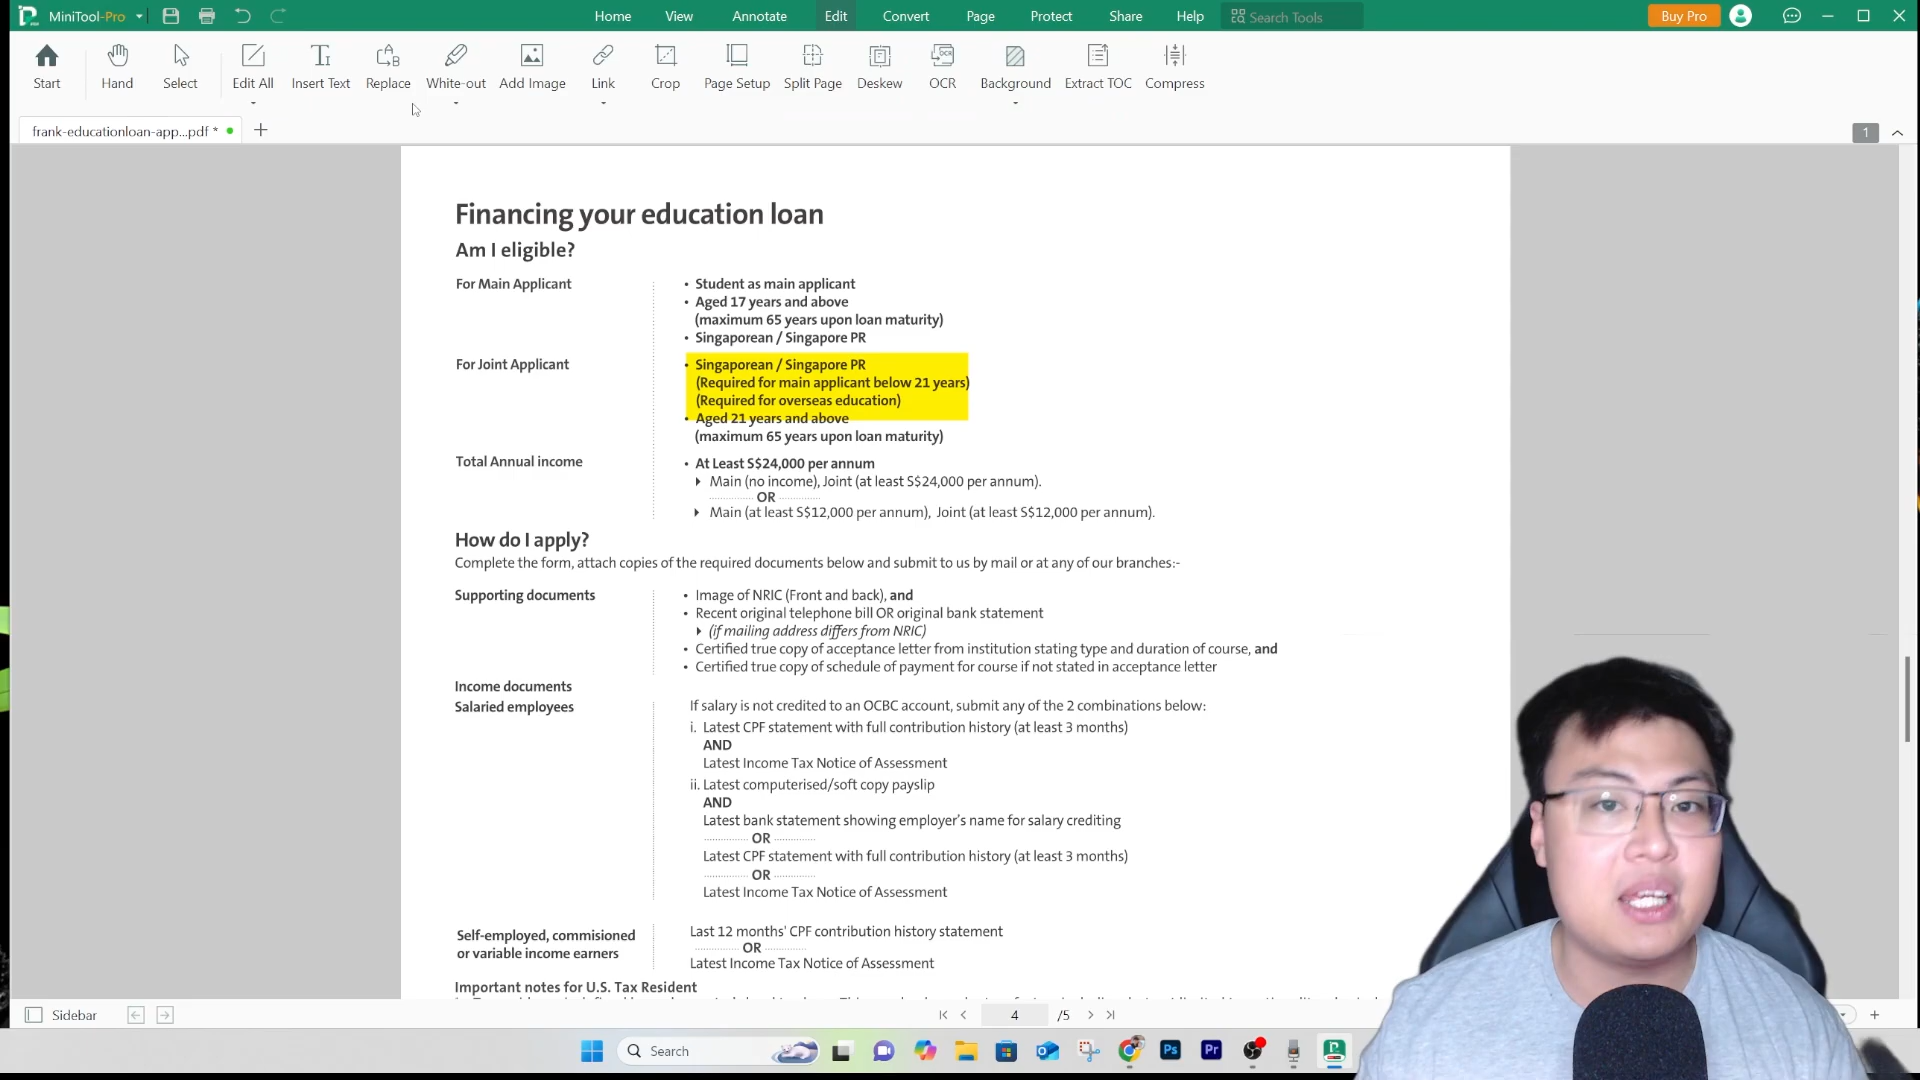 MiniTool-Pro
Home View Annotate Edit Convert Page Protect Share Help Search Tools Buy Pro
Start Hand Select Edit All Insert Text Replace White-out Add Image Link Crop Page Setup Split Page Deskew OCR Background Extract TOC Compress
frank-educationloan-app...pdf *
1
Financing your education loan
Am I eligible?
For Main Applicant
• Student as main applicant
• Aged 17 years and above
(maximum 65 years upon loan maturity)
• Singaporean / Singapore PR
For Joint Applicant
• Singaporean / Singapore PR
(Required for main applicant below 21 years)
(Required for overseas education)
• Aged 21 years and above
(maximum 65 years upon loan maturity)
Total Annual income
• At Least S$24,000 per annum
Main (no income), Joint (at least S$24,000 per annum).
OR
Main (at least S$12,000 per annum), Joint (at least S$12,000 per annum).
How do I apply?
Complete the form, attach copies of the required documents below and submit to us by mail or at any of our branches:-
Supporting documents
• Image of NRIC (Front and back), and
• Recent original telephone bill OR original bank statement
(if mailing address differs from NRIC)
• Certified true copy of acceptance letter from institution stating type and duration of course, and
• Certified true copy of schedule of payment for course if not stated in acceptance letter
Income documents
Salaried employees
If salary is not credited to an OCBC account, submit any of the 2 combinations below:
i. Latest CPF statement with full contribution history (at least 3 months)
AND
Latest Income Tax Notice of Assessment
ii. Latest computerised/soft copy payslip
AND
Latest bank statement showing employer's name for salary crediting
OR
Latest CPF statement with full contribution history (at least 3 months)
OR
Latest Income Tax Notice of Assessment
Self-employed, commisioned
or variable income earners
Last 12 months' CPF contribution history statement
OR
Latest Income Tax Notice of Assessment
Important notes for U.S. Tax Resident
Sidebar
4 /5
Search
Ps
Pr